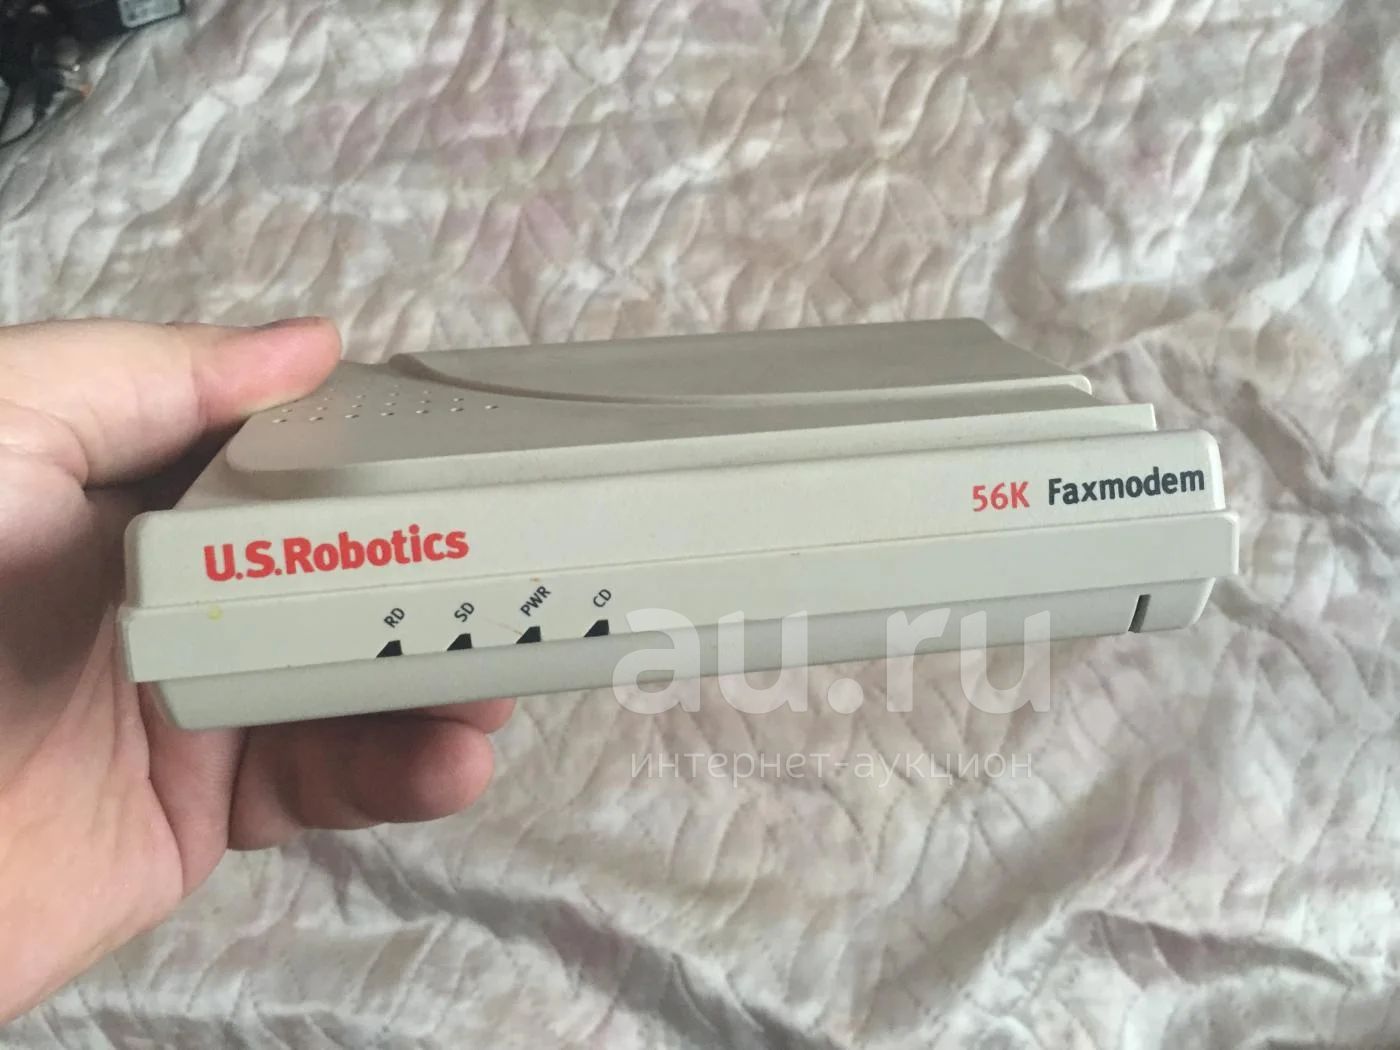 56K Faxmodem
U.S.Robotics
RD SD PWR CD
au.ru
интернет-аукцион